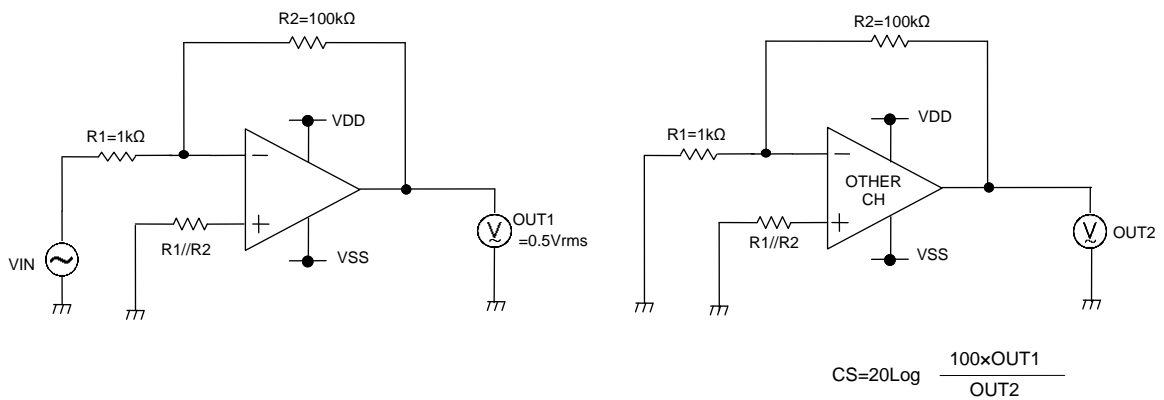 R2=100kΩ
VDD
R1=1kΩ
−
+
R1//R2
VSS
VIN
OUT1
=0.5Vrms
R2=100kΩ
VDD
R1=1kΩ
−
OTHER
CH
+
R1//R2
VSS
V
OUT2
V
CS=20Log 100×OUT1
OUT2